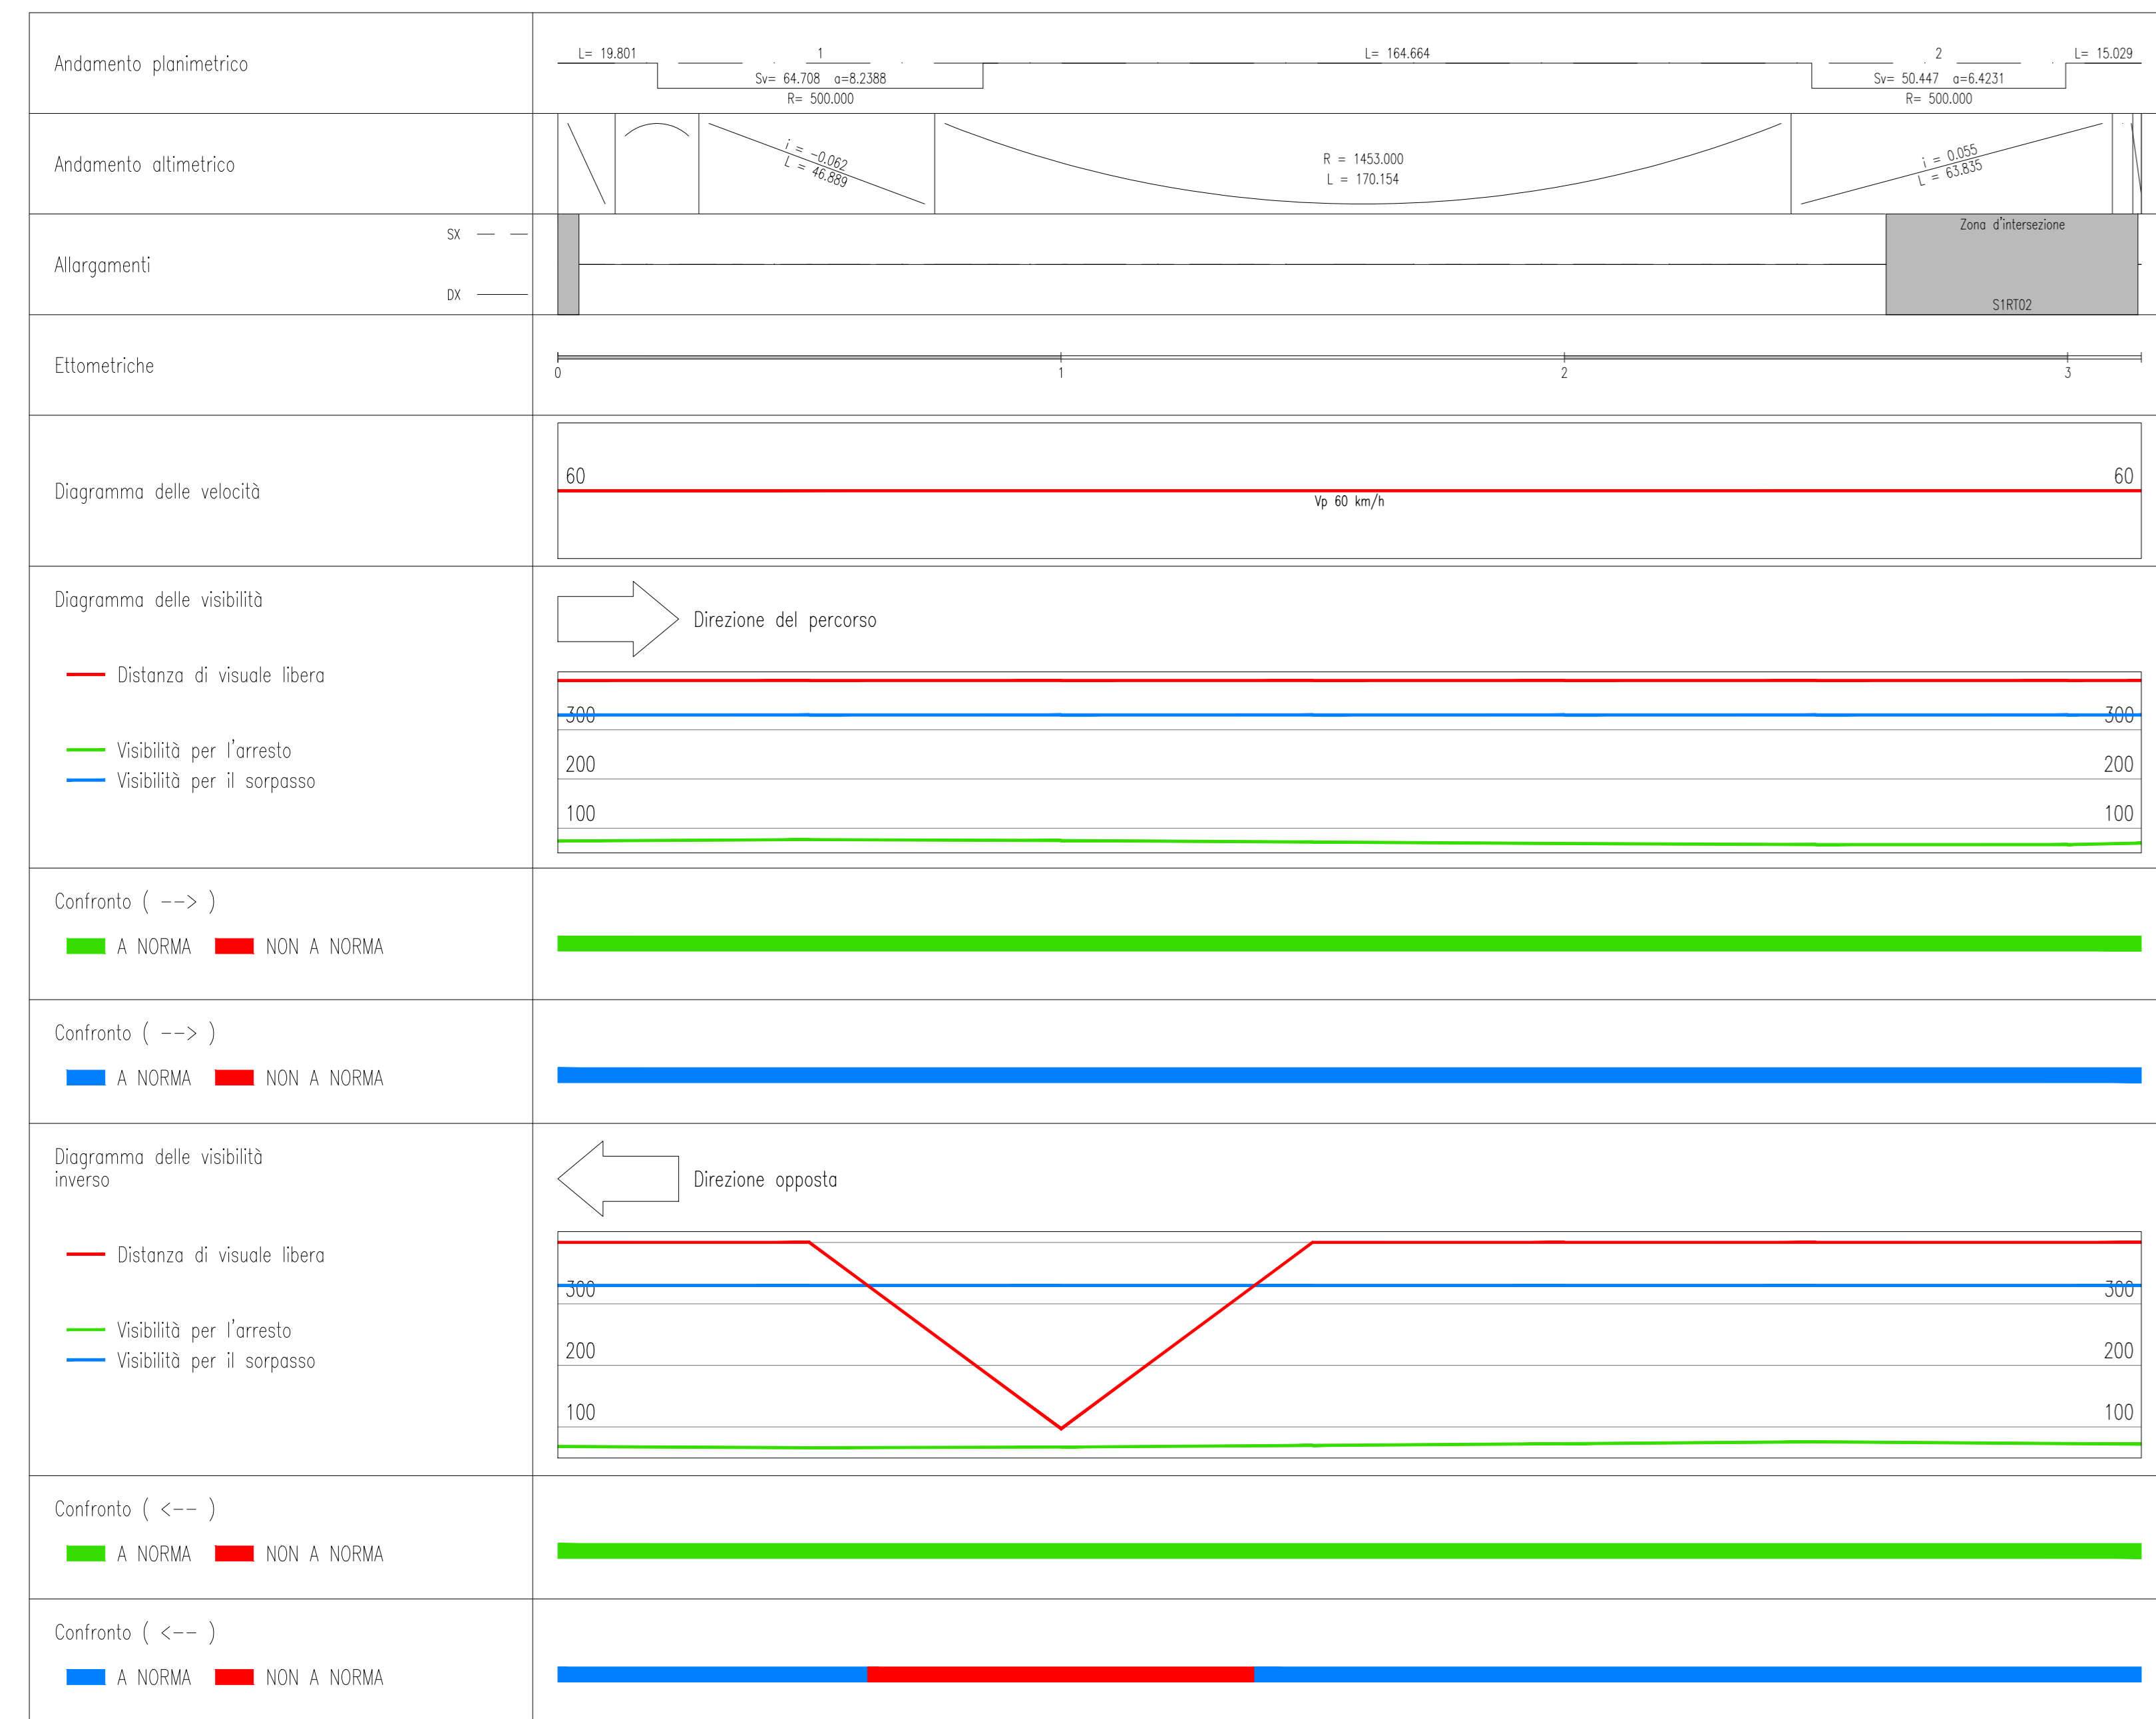 Andamento planimetrico
L= 19.801
1
Sv= 64.708 a=8.2388
R= 500.000
L= 164.664
2
Sv= 50.447 a=6.4231
R= 500.000
L= 15.029
Andamento altimetrico
i = -0.062
L = 46.889
R = 1453.000
L = 170.154
i = 0.055
L = 63.835
Allargamenti
SX
DX
Zona d'intersezione
S1RT02
Ettometriche
0 1 2 3
Diagramma delle velocità
60 60
Vp 60 km/h
Diagramma delle visibilità
Direzione del percorso
Distanza di visuale libera
Visibilità per l'arresto
Visibilità per il sorpasso
300 300
200 200
100 100
Confronto ( --> )
A NORMA NON A NORMA
Confronto ( --> )
A NORMA NON A NORMA
Diagramma delle visibilità
inverso
Direzione opposta
Distanza di visuale libera
Visibilità per l'arresto
Visibilità per il sorpasso
300 300
200 200
100 100
Confronto ( <-- )
A NORMA NON A NORMA
Confronto ( <-- )
A NORMA NON A NORMA